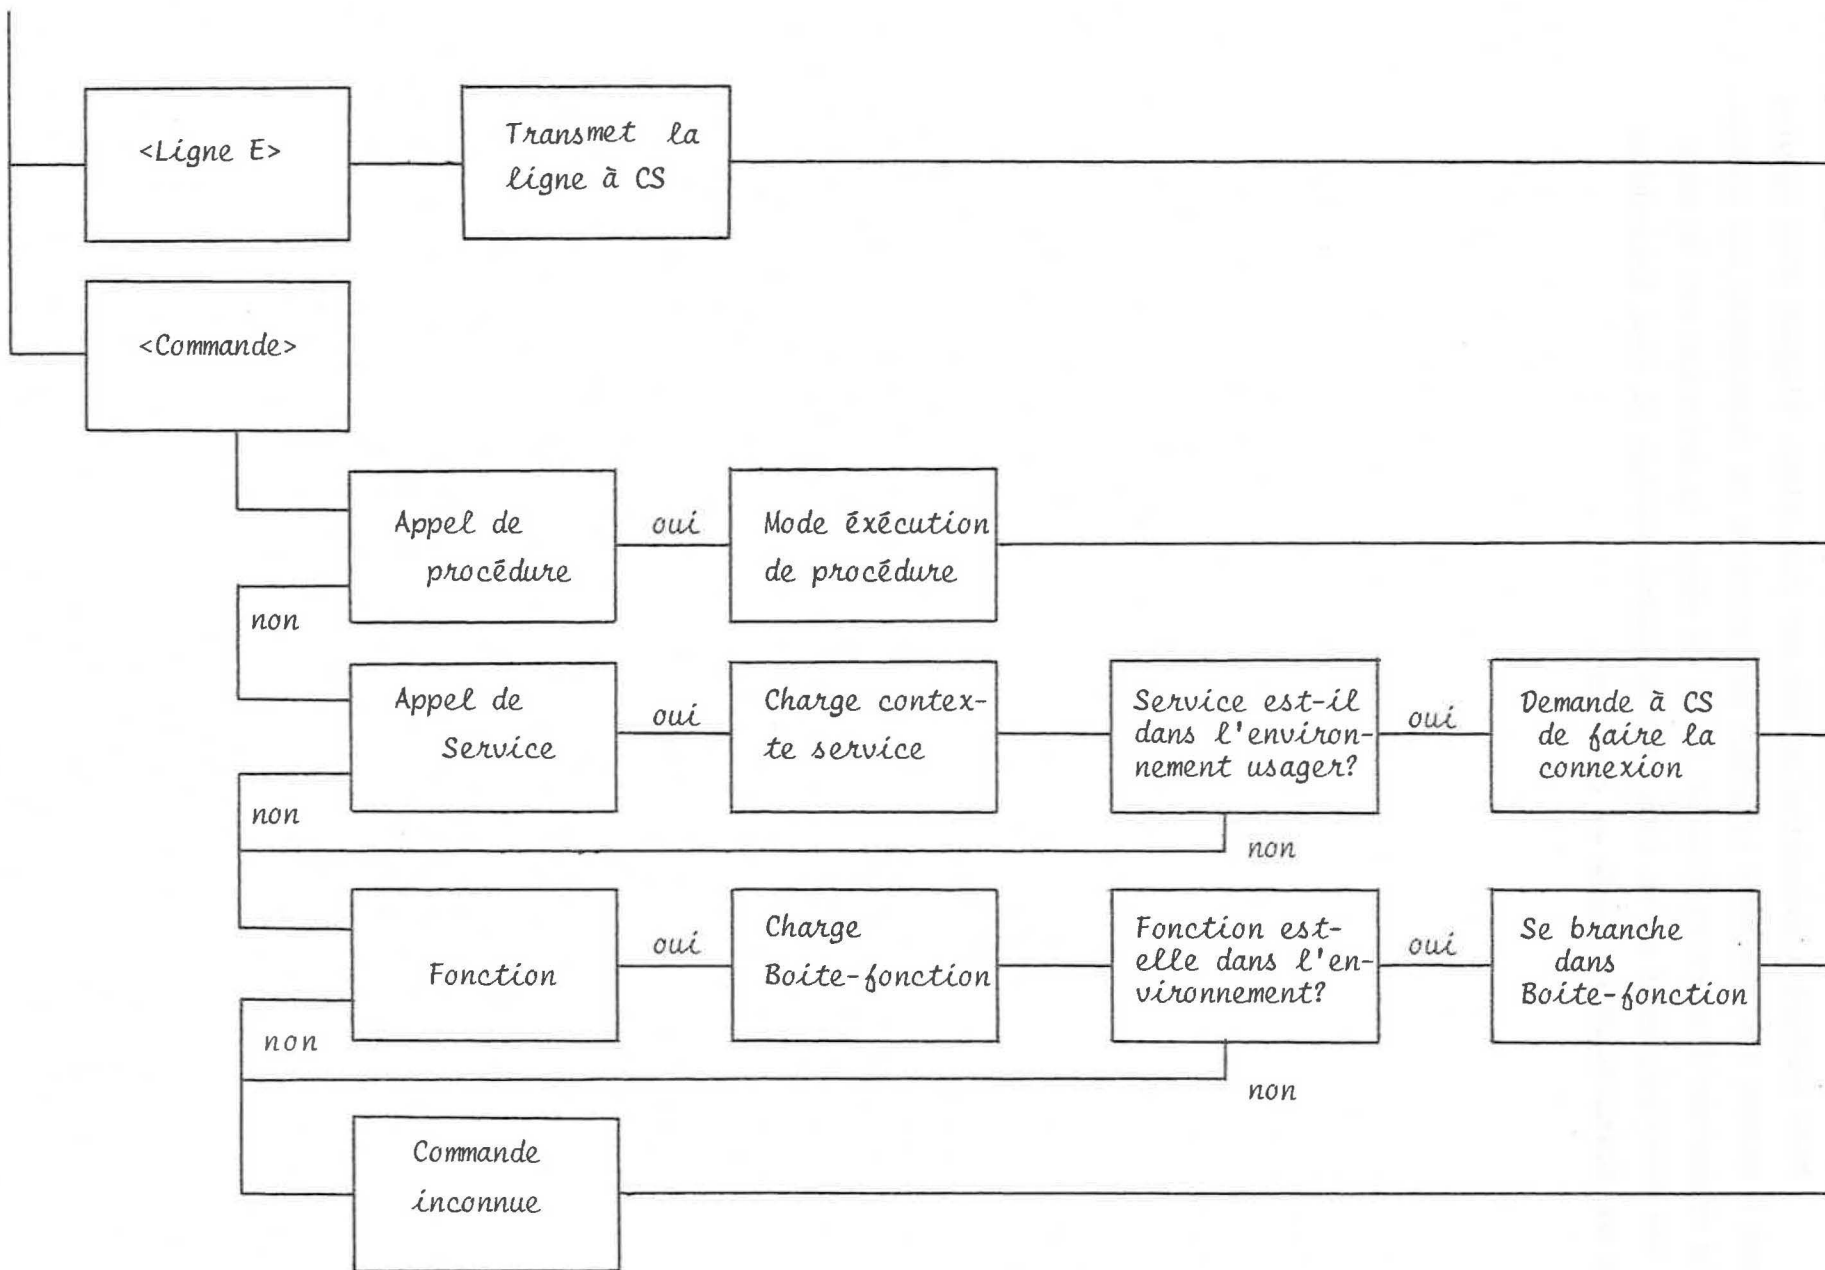 <Ligne E>
Transmet la
ligne à CS
<Commande>
Appel de
procédure
oui
Mode éxécution
de procédure
non
Appel de
Service
oui
Charge contex-
te service
Service est-il
dans l'environ-
nement usager?
oui
Demande à CS
de faire la
connexion
non
non
Fonction
oui
Charge
Boite-fonction
Fonction est-
elle dans l'en-
vironnement?
oui
Se branche
dans
Boite-fonction
non
non
Commande
inconnue